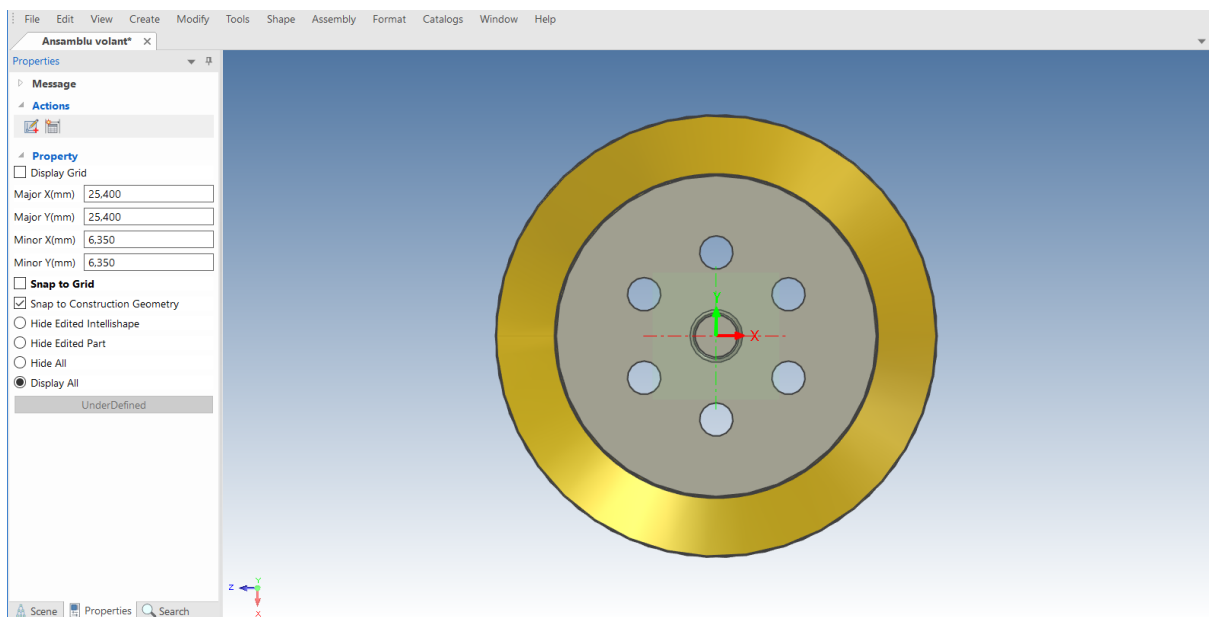 File Edit View Create Modify Tools Shape Assembly Format Catalogs Window Help
Ansamblu volant*
Properties
Message
Actions
Property
Display Grid
Major X(mm) 25,400
Major Y(mm) 25,400
Minor X(mm) 6,350
Minor Y(mm) 6,350
Snap to Grid
Snap to Construction Geometry
Hide Edited Intellishape
Hide Edited Part
Hide All
Display All
UnderDefined
Scene Properties Search
Y
X
Y
Z
X